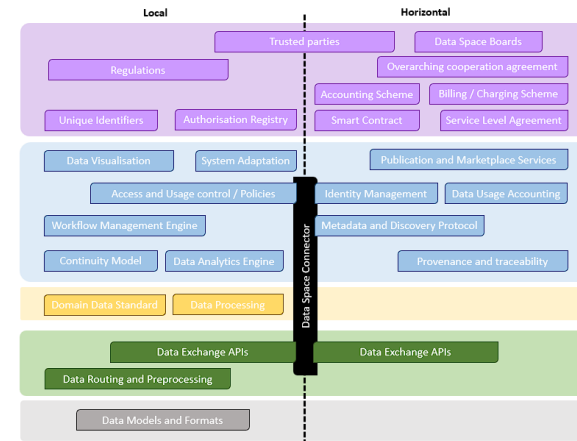 Local
Horizontal
Trusted parties
Data Space Boards
Regulations
Overarching cooperation agreement
Accounting Scheme
Billing / Charging Scheme
Unique Identifiers
Authorisation Registry
Smart Contract
Service Level Agreement
Data Visualisation
System Adaptation
Publication and Marketplace Services
Access and Usage control / Policies
Identity Management
Data Usage Accounting
Workflow Management Engine
Metadata and Discovery Protocol
Continuity Model
Data Analytics Engine
Provenance and traceability
Data Space Connector
Domain Data Standard
Data Processing
Data Exchange APIs
Data Exchange APIs
Data Routing and Preprocessing
Data Models and Formats